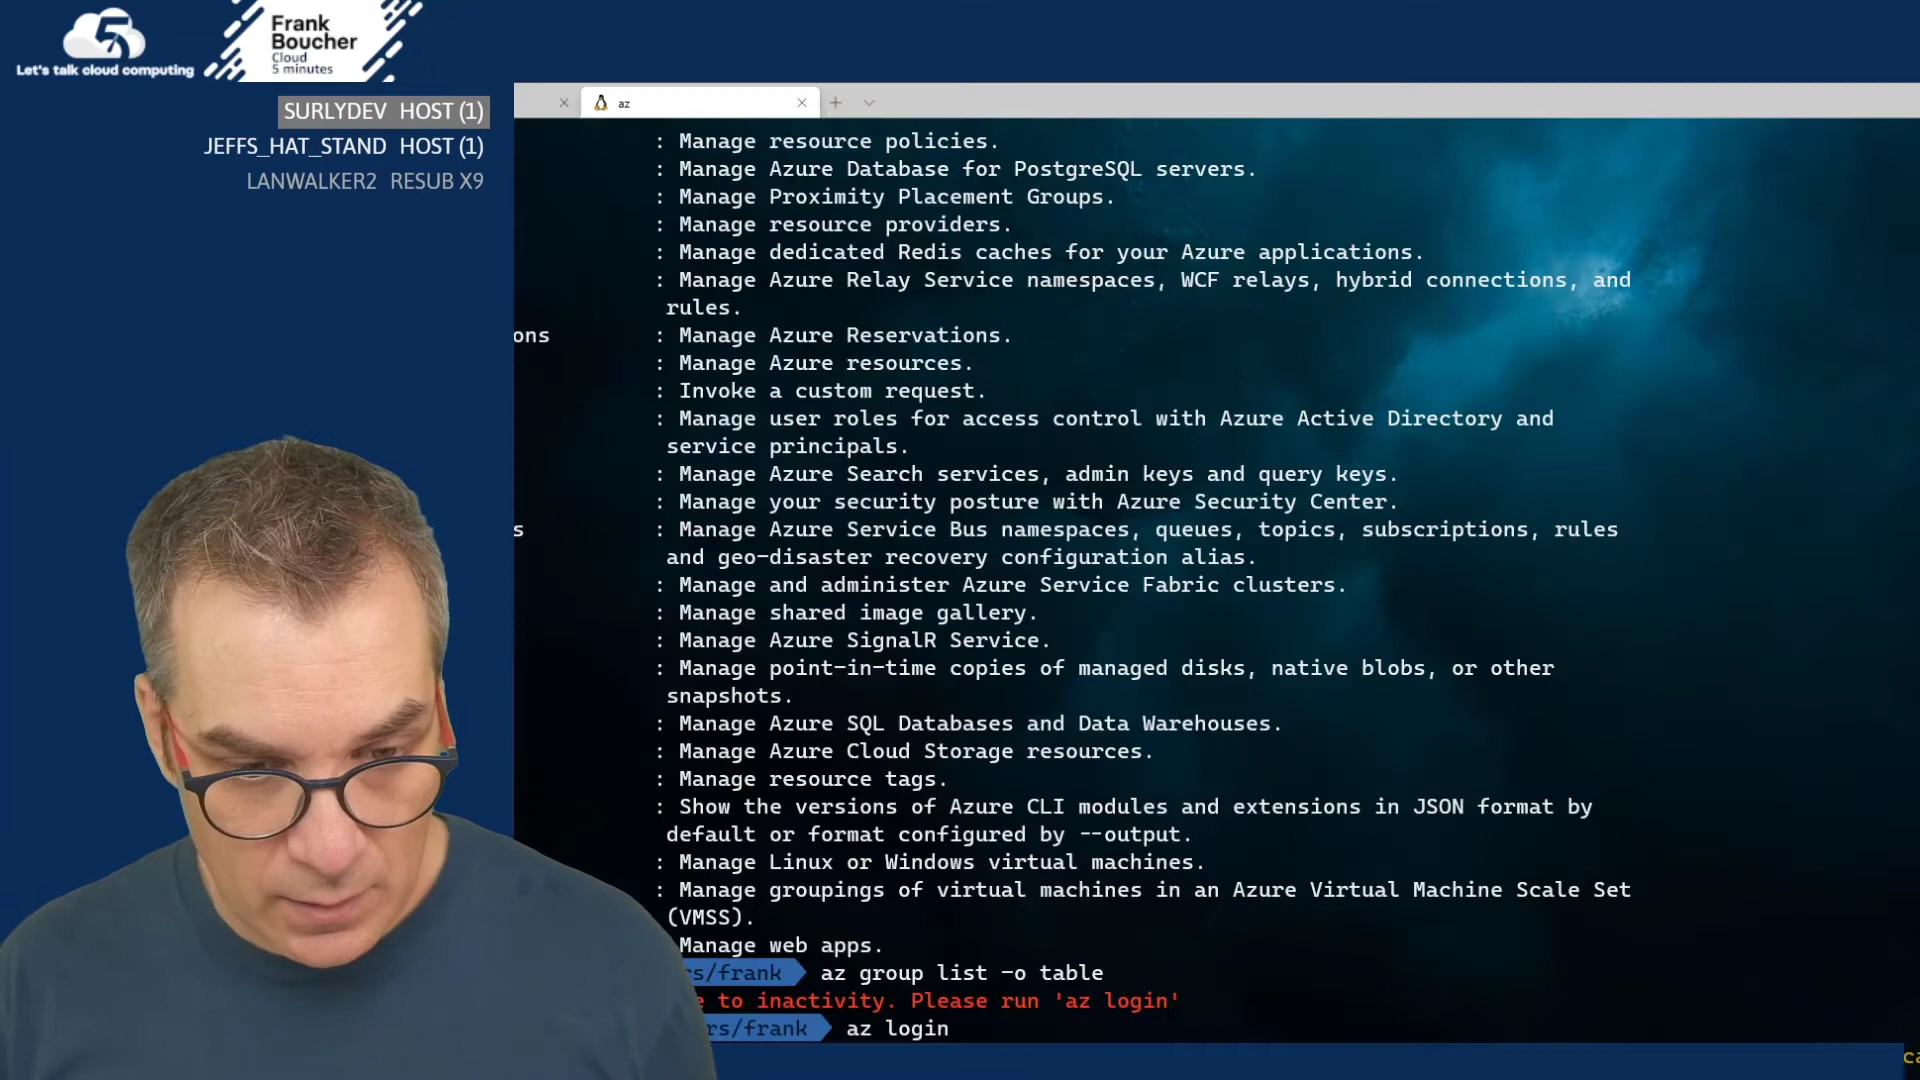 5
Let's talk cloud computing
Frank
Boucher
Cloud
5 minutes
SURLYDEV HOST (1)
JEFFS_HAT_STAND HOST (1)
LANWALKER2 RESUB X9
az
: Manage resource policies.
: Manage Azure Database for PostgreSQL servers.
: Manage Proximity Placement Groups.
: Manage resource providers.
: Manage dedicated Redis caches for your Azure applications.
: Manage Azure Relay Service namespaces, WCF relays, hybrid connections, and
rules.
ons : Manage Azure Reservations.
: Manage Azure resources.
: Invoke a custom request.
: Manage user roles for access control with Azure Active Directory and
service principals.
: Manage Azure Search services, admin keys and query keys.
: Manage your security posture with Azure Security Center.
s : Manage Azure Service Bus namespaces, queues, topics, subscriptions, rules
and geo-disaster recovery configuration alias.
: Manage and administer Azure Service Fabric clusters.
: Manage shared image gallery.
: Manage Azure SignalR Service.
: Manage point-in-time copies of managed disks, native blobs, or other
snapshots.
: Manage Azure SQL Databases and Data Warehouses.
: Manage Azure Cloud Storage resources.
: Manage resource tags.
: Show the versions of Azure CLI modules and extensions in JSON format by
default or format configured by --output.
: Manage Linux or Windows virtual machines.
: Manage groupings of virtual machines in an Azure Virtual Machine Scale Set
(VMSS).
Manage web apps.
rs/frank az group list -o table
e to inactivity. Please run 'az login'
rs/frank az login
ca